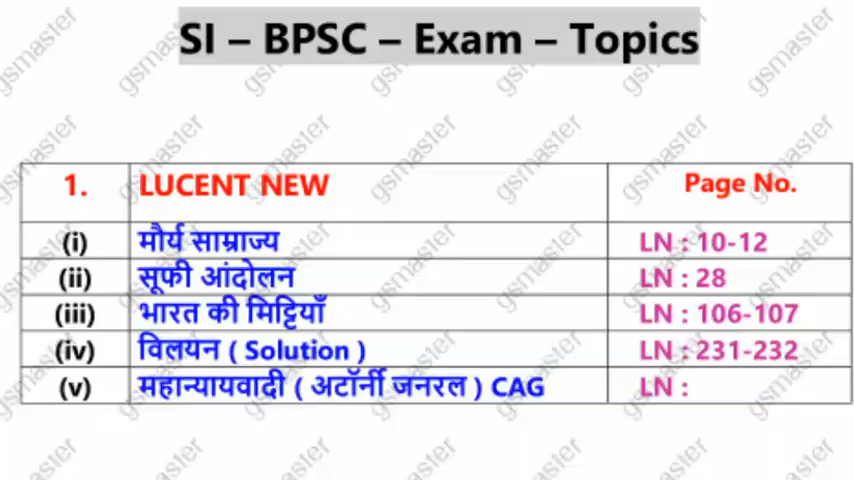 SI – BPSC – Exam – Topics
1. LUCENT NEW Page No.
(i) मौर्य साम्राज्य LN : 10-12
(ii) सूफी आंदोलन LN : 28
(iii) भारत की मिट्टियाँ LN : 106-107
(iv) विलयन ( Solution ) LN : 231-232
(v) महान्यायवादी ( अटॉर्नी जनरल ) CAG LN :
gsmaster